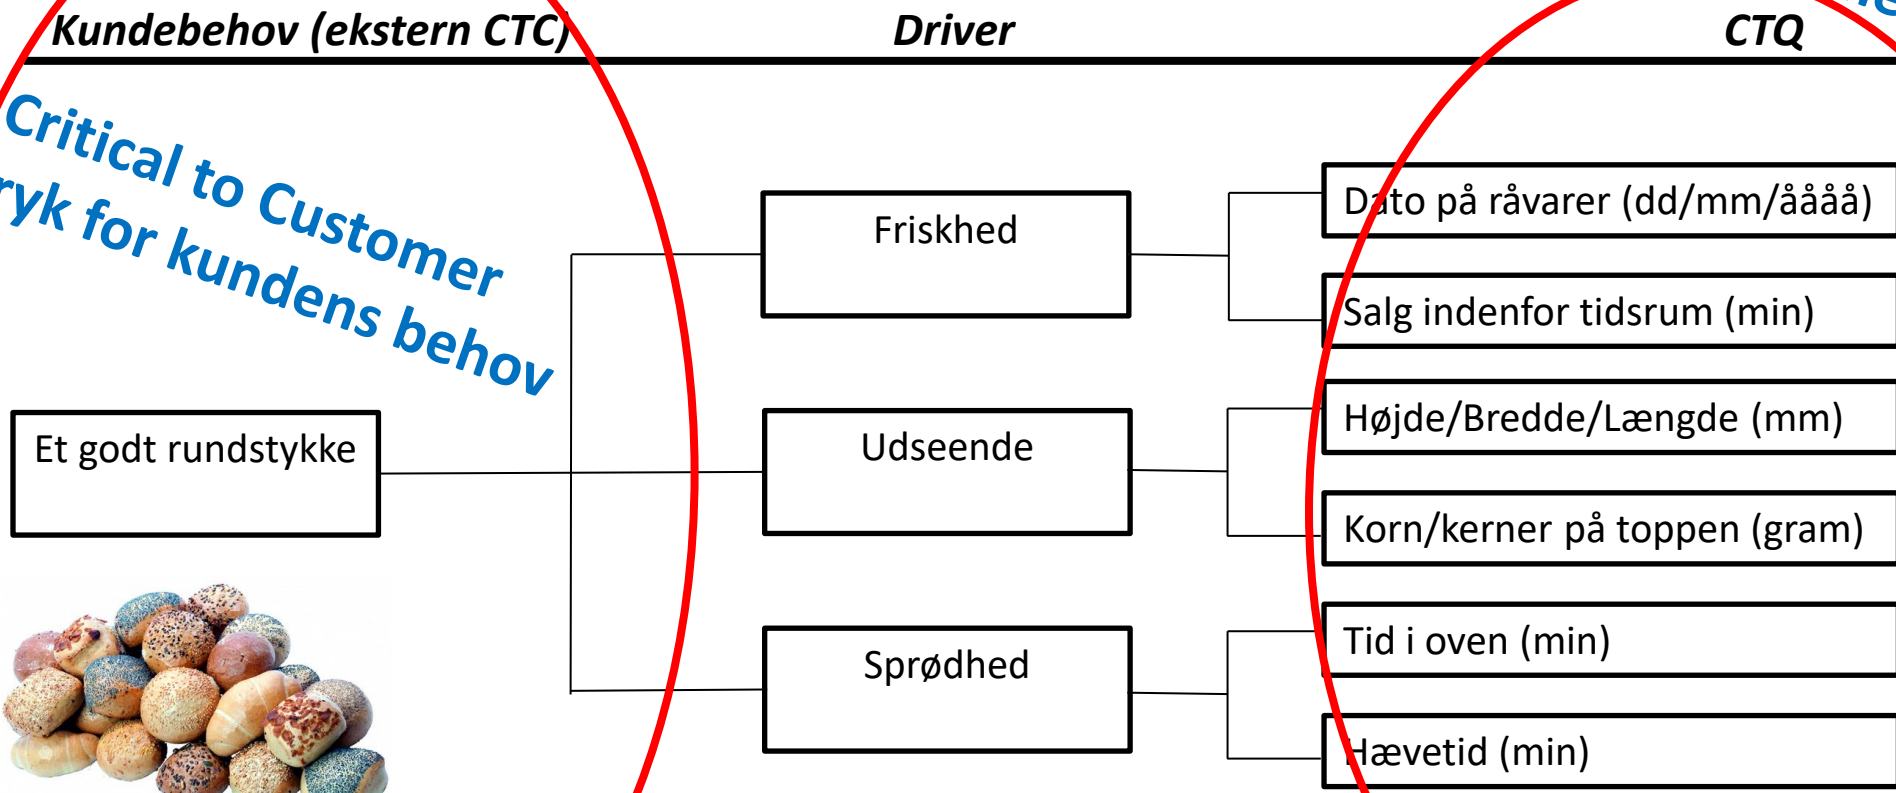 Kundebehov (ekstern CTC)
Driver
CTQ
Critical to Customer
for kundens behov
Et godt rundstykke
Friskhed
Udseende
Sprødhed
Dato på råvarer (dd/mm/åååå)
Salg indenfor tidsrum (min)
Højde/Bredde/Længde (mm)
Korn/kerner på toppen (gram)
Tid i oven (min)
Hævetid (min)